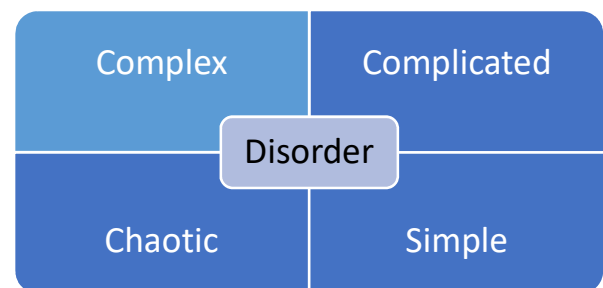 Complex
Complicated
Disorder
Chaotic
Simple